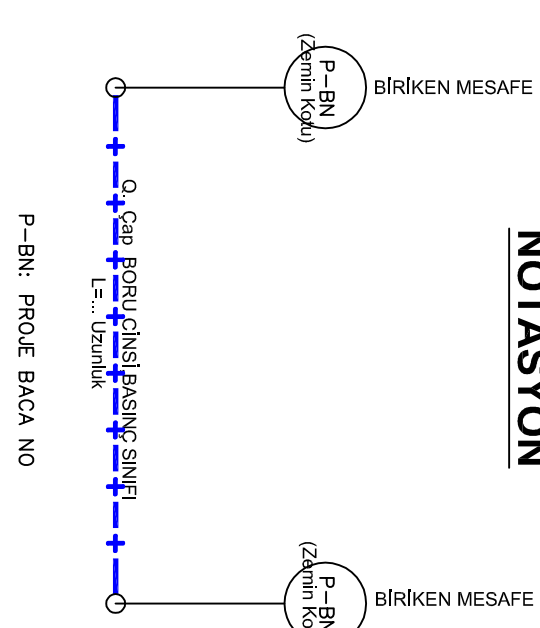 NOTASYON
BİRİKEN MESAFE
P-BN
(Zemin Kotu)
BİRİKEN MESAFE
P-BN
(Zemin Ko
Q.. Çap BORU CİNSİ BASINÇ SINIFI
L=... Uzunluk
P-BN: PROJE BACA NO